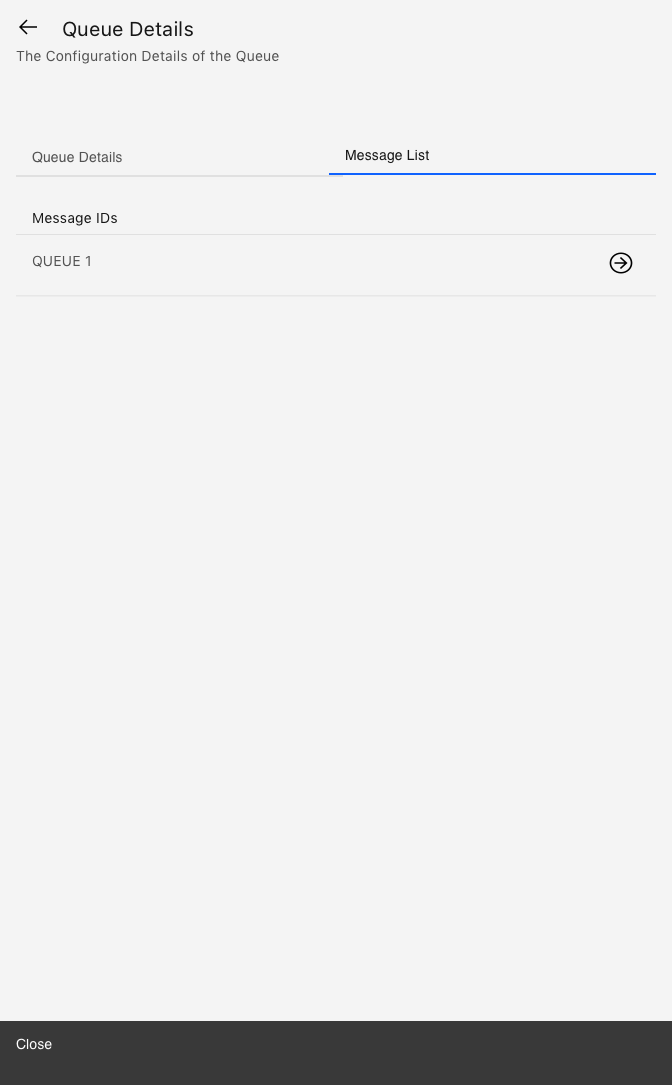 Queue Details
The Configuration Details of the Queue
Queue Details
Message List
Message IDs
QUEUE 1
Close